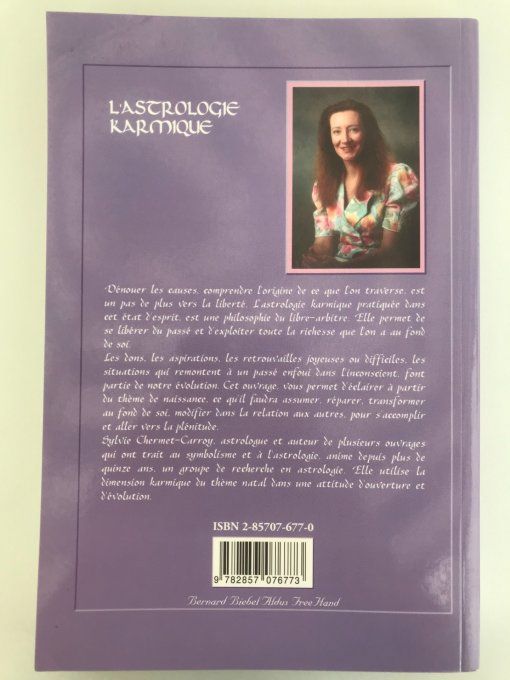 L'ASTROLOGIE
KARMIQUE
Dénouer les causes, comprendre l'origine de ce que l'on traverse, est
un pas de plus vers la liberté. L'astrologie karmique pratiquée dans
cet état d'esprit, est une philosophie du libre-arbitre. Elle permet de
se libérer du passé et d'exploiter toute la richesse que l'on a au fond
de soi.
Les dons, les aspirations, les retrouvailles joyeuses ou difficiles, les
situations qui remontent à un passé enfoui dans l'inconscient, font
partie de notre évolution. Cet ouvrage, vous permet d'éclairer à partir
du thème de naissance, ce qu'il faudra assumer, réparer, transformer
au fond de soi, modifier dans la relation aux autres, pour s'accomplir
et aller vers la plénitude.
Sylvie Chermet-Carroy, astrologue et auteur de plusieurs ouvrages
qui ont trait au symbolisme et à l'astrologie, anime depuis plus de
quinze ans, un groupe de recherche en astrologie. Elle utilise la
dimension karmique du thème natal dans une attitude d'ouverture et
d'évolution.
ISBN 2-85707-677-0
9 782857 076773
Bernard Biebel Aldus FreeHand